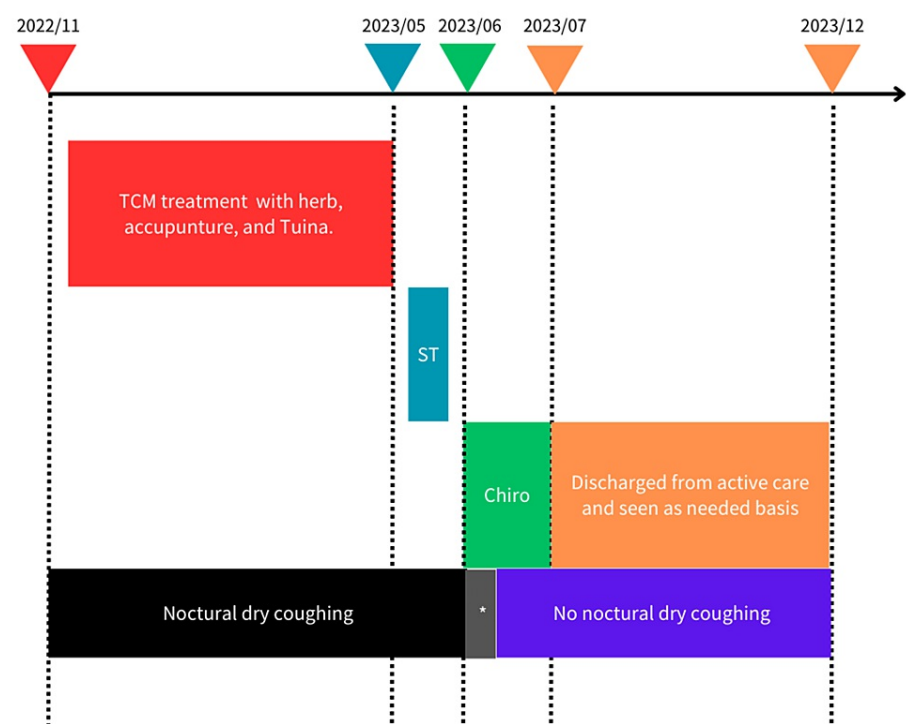 2022/11
2023/05
2023/06
2023/07
2023/12
TCM treatment with herb,
accupunture, and Tuina.
ST
Chiro
Discharged from active care
and seen as needed basis
Noctural dry coughing
*
No noctural dry coughing